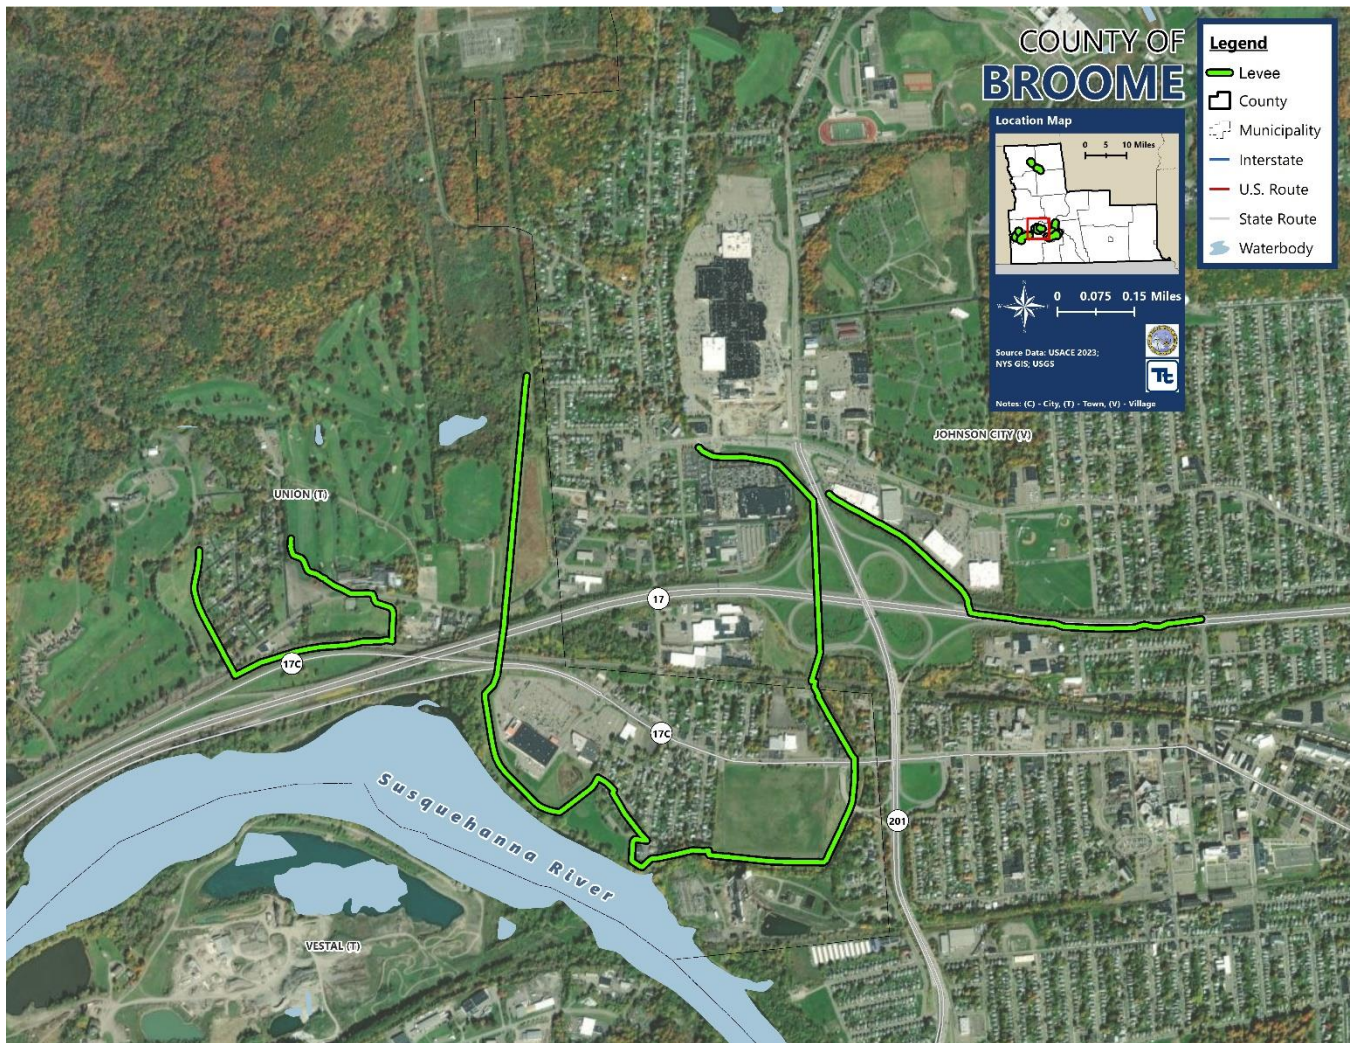 COUNTY OF
BROOME
Location Map
0 5 10 Miles
0 0.075 0.15 Miles
Source Data: USACE 2023;
NYS GIS; USGS
Tt
Notes: (C) - City, (T) - Town, (V) - Village
Legend
Levee
County
Municipality
Interstate
U.S. Route
State Route
Waterbody
JOHNSON CITY (V)
UNION (T)
17
17C
17C
201
Susquehanna River
VESTAL (T)